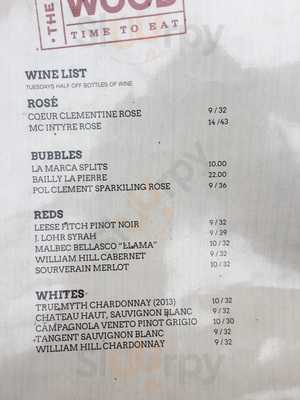 THE
WOOD
TIME TO EAT
WINE LIST
TUESDAYS HALF OFF BOTTLES OF WINE
ROSÉ
COEUR CLEMENTINE ROSE 9 / 32
MC INTYRE ROSE 14 /43
BUBBLES
LA MARCA SPLITS 10.00
BAILLY LA PIERRE 22.00
POL CLEMENT SPARKILING ROSE 9 / 36
REDS
LEESE FITCH PINOT NOIR 9 / 32
J. LOHR SYRAH 9 / 29
MALBEC BELLASCO "LLAMA" 10 / 32
WILLIAM HILL CABERNET 9 / 32
SOURVERAIN MERLOT 10 / 32
WHITES
TRUE MYTH CHARDONNAY (2013) 10 / 32
CHATEAU HAUT, SAUVIGNON BLANC 9 / 32
CAMPAGNOLA VENETO PINOT GRIGIO 10 / 30
TANGENT SAUVIGNON BLANC 9 / 32
WILLIAM HILL CHARDONNAY 9 / 32